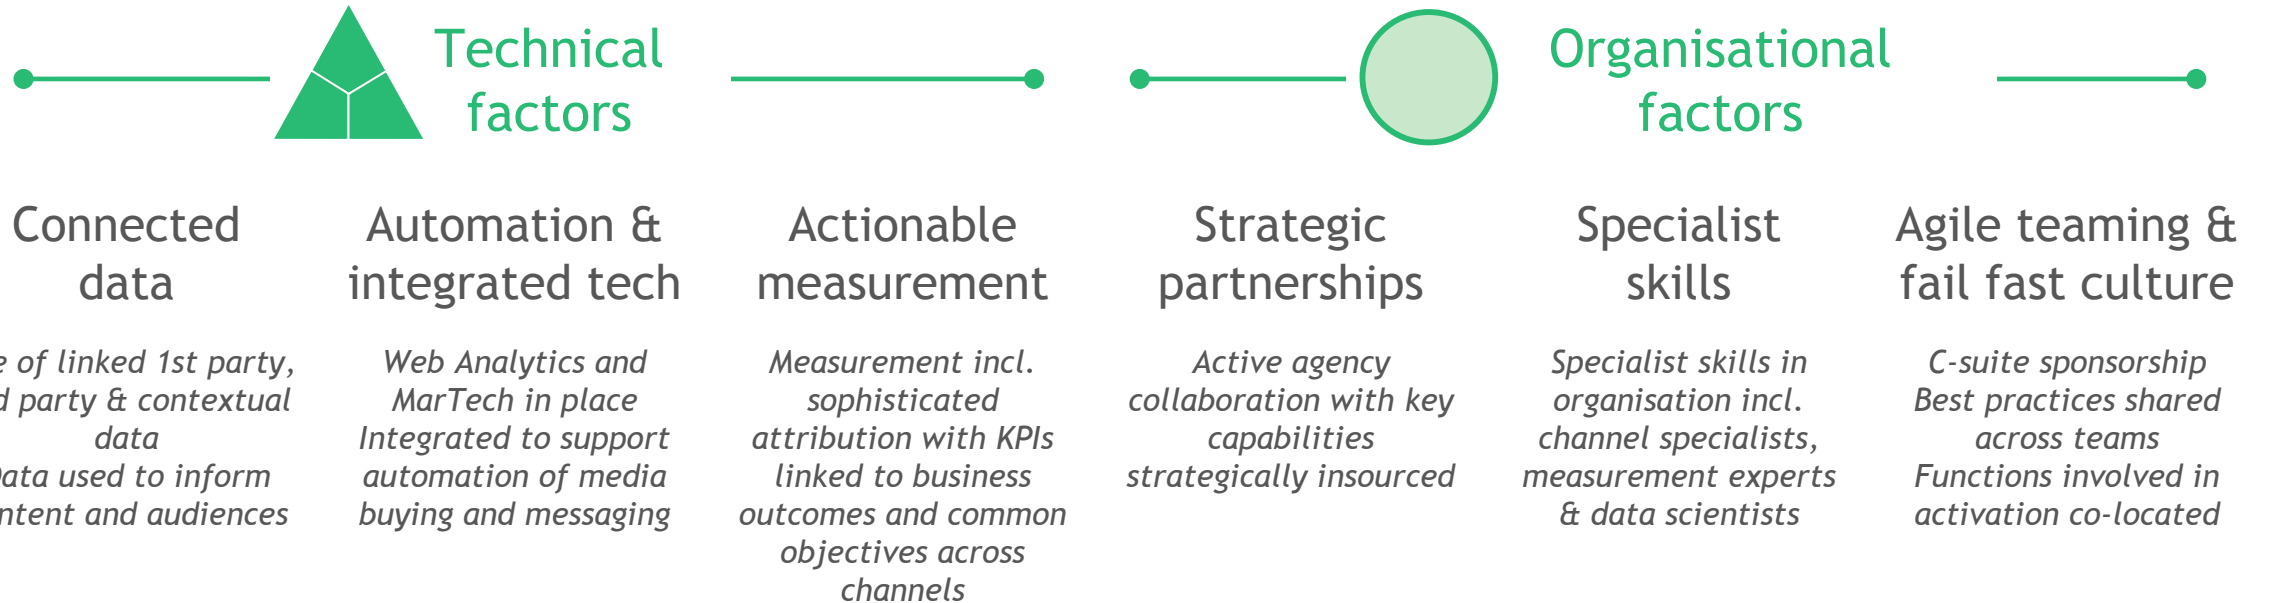 Technical
factors
Organisational
factors
Connected
data
of linked 1st party,
party & contextual
data
used to inform
and audiences
Automation &
integrated tech
Web Analytics and
MarTech in place
Integrated to support
automation of media
buying and messaging
Actionable
measurement
Measurement incl.
sophisticated
attribution with KPIs
linked to business
outcomes and common
objectives across
channels
Strategic
partnerships
Active agency
collaboration with key
capabilities
strategically insourced
Specialist
skills
Specialist skills in
organisation incl.
channel specialists,
measurement experts
& data scientists
Agile teaming &
fail fast culture
C-suite sponsorship
Best practices shared
across teams
Functions involved in
activation co-located